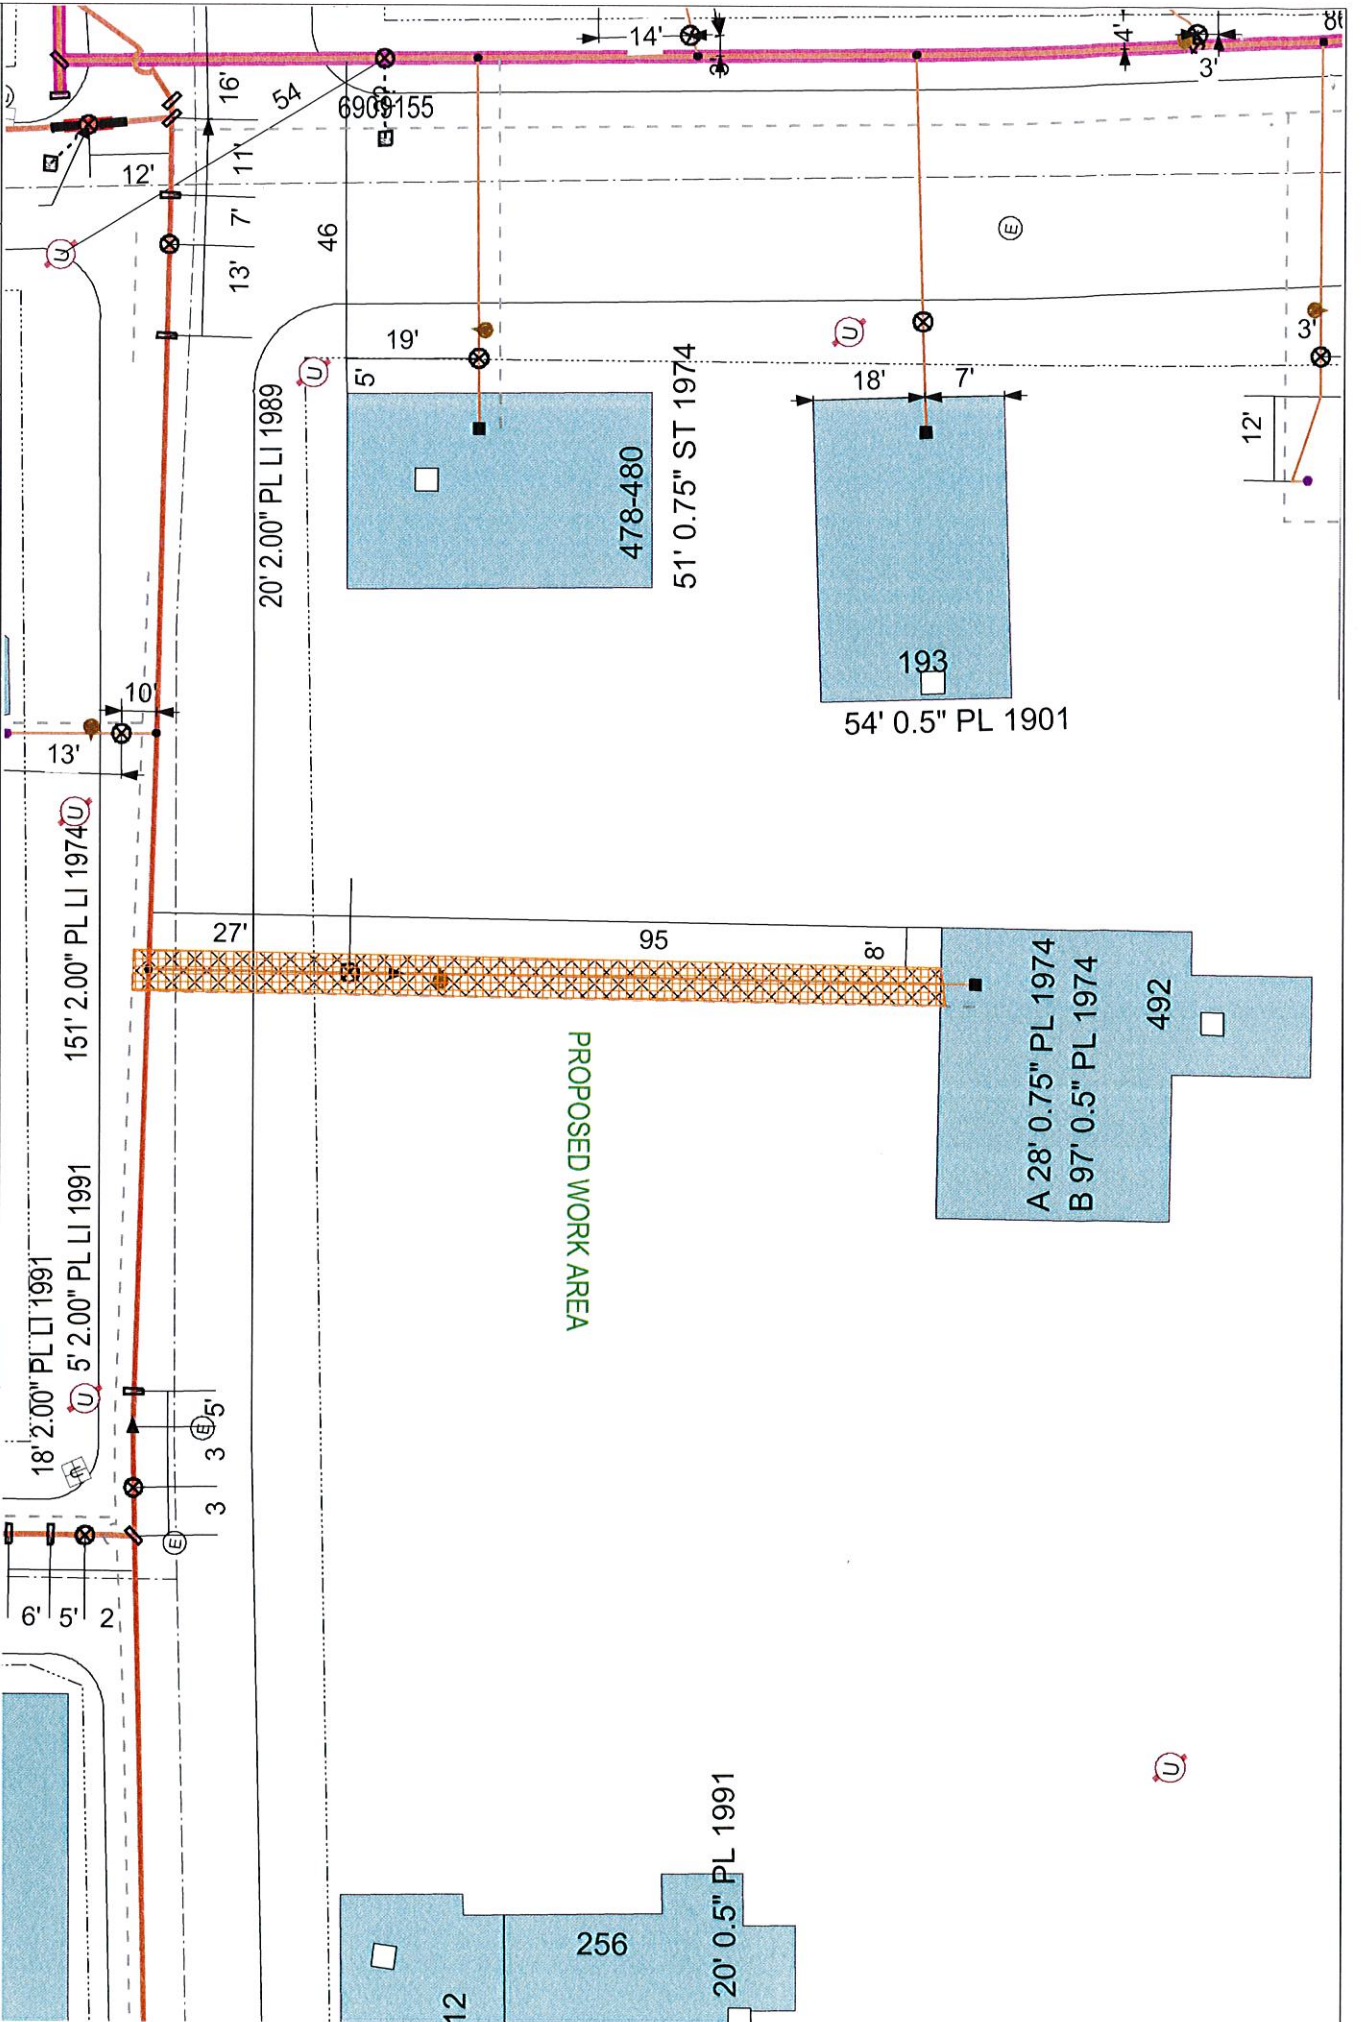 14'
4'
3'
3'
16'
54
6909155
12'
11'
7'
46
13'
E
U
19'
5'
U
U
18'
7'
3'
12'
20' 2.00" PL LI 1989
478-480
51' 0.75" ST 1974
193
54' 0.5" PL 1901
10'
13'
U
151' 2.00" PL LI 1974
27'
95
8
A 28' 0.75" PL 1974
B 97' 0.5" PL 1974
492
PROPOSED WORK AREA
18' 2.00" PL LI 1991
5' 2.00" PL LI 1991
U
E
5'
3
3
E
6'
5'
2
U
20' 0.5" PL 1991
256
12